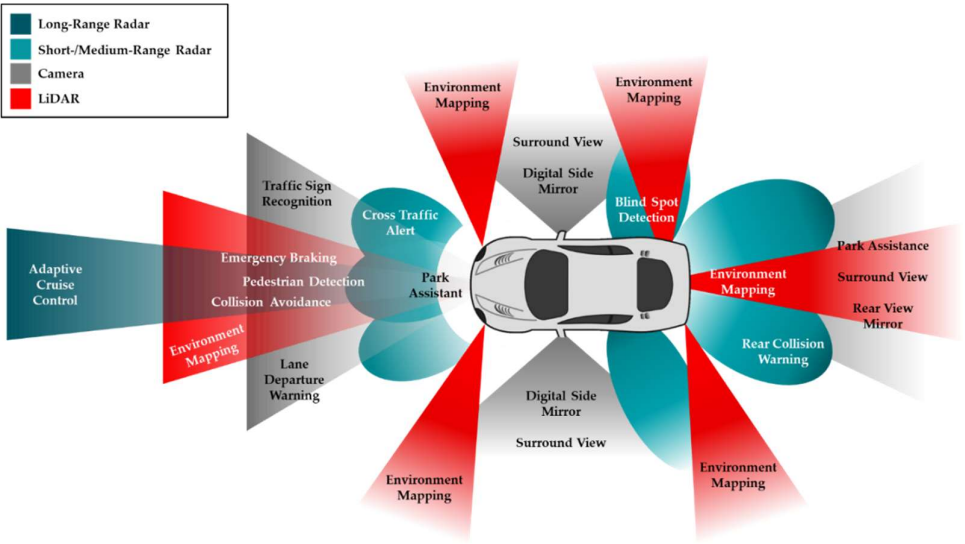 Long-Range Radar
Short-/Medium-Range Radar
Camera
LiDAR
Environment
Mapping
Environment
Mapping
Surround View
Digital Side
Mirror
Traffic Sign
Recognition
Cross Traffic
Alert
Blind Spot
Detection
Adaptive
Cruise
Control
Emergency Braking
Pedestrian Detection
Collision Avoidance
Park
Assistant
Environment
Mapping
Park Assistance
Surround View
Rear View
Mirror
Environment
Mapping
Rear Collision
Warning
Lane
Departure
Warning
Digital Side
Mirror
Surround View
Environment
Mapping
Environment
Mapping